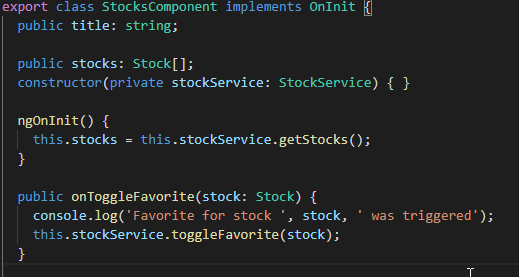 export class StocksComponent implements OnInit {
  public title: string;

  public stocks: Stock[];
  constructor(private stockService: StockService) { }

  ngOnInit() {
    this.stocks = this.stockService.getStocks();
  }

  public onToggleFavorite(stock: Stock) {
    console.log('Favorite for stock ', stock, ' was triggered');
    this.stockService.toggleFavorite(stock);
  }